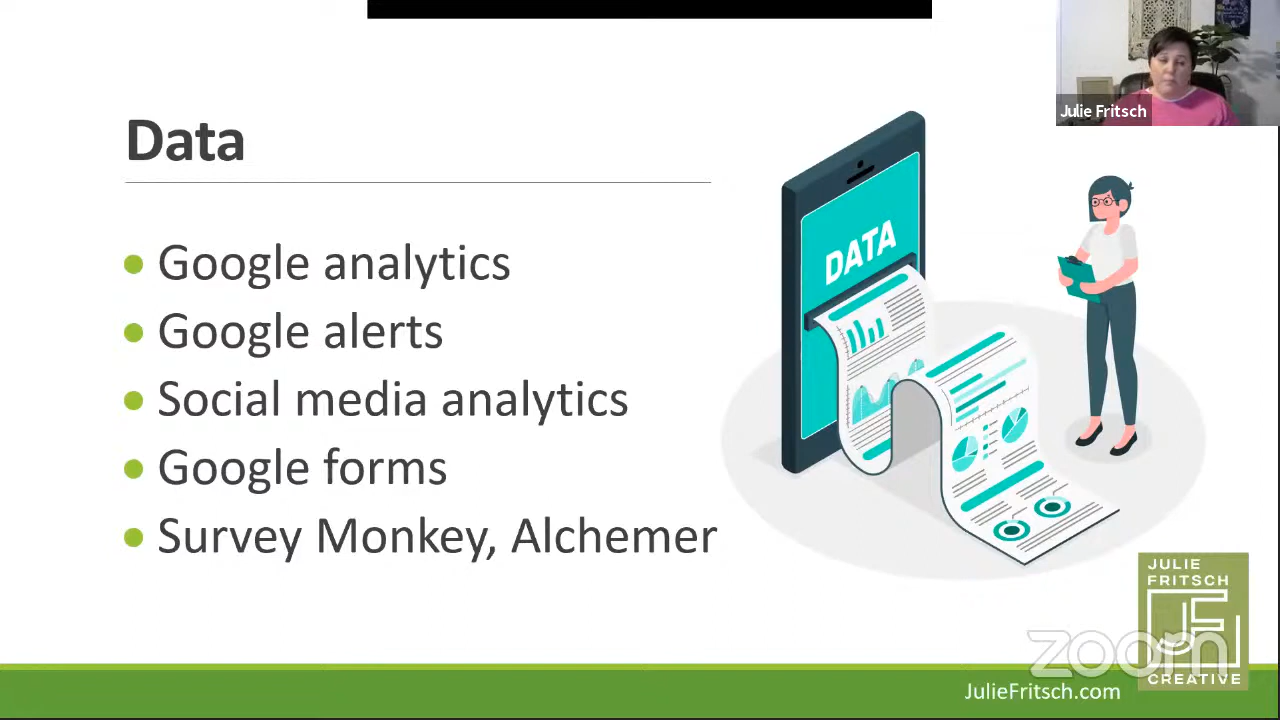 Julie Fritsch
Data
Google analytics
Google alerts
Social media analytics
Google forms
Survey Monkey, Alchemer
DATA
JULIE
FRITSCH
JF
CREATIVE
zoom
JulieFritsch.com